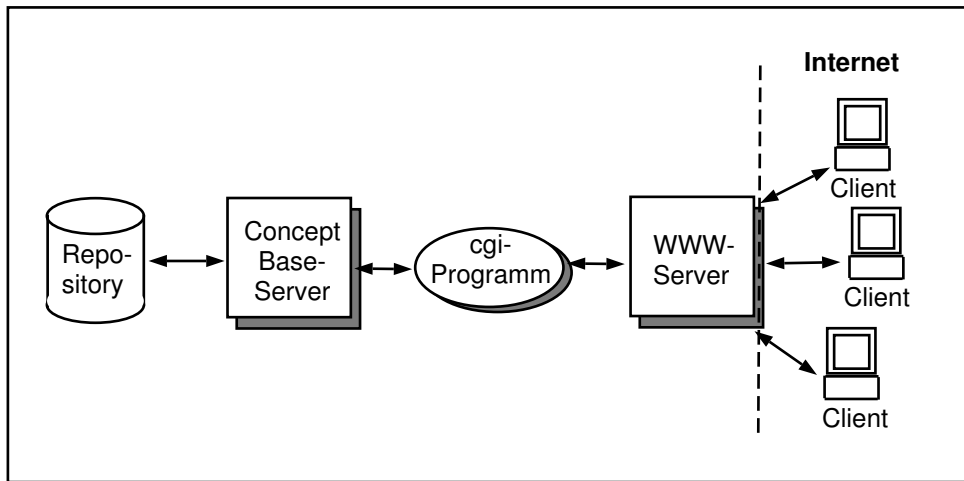 Internet
Client
Repo-
sitory
Concept
Base-
Server
cgi-
Programm
WWW-
Server
Client
Client